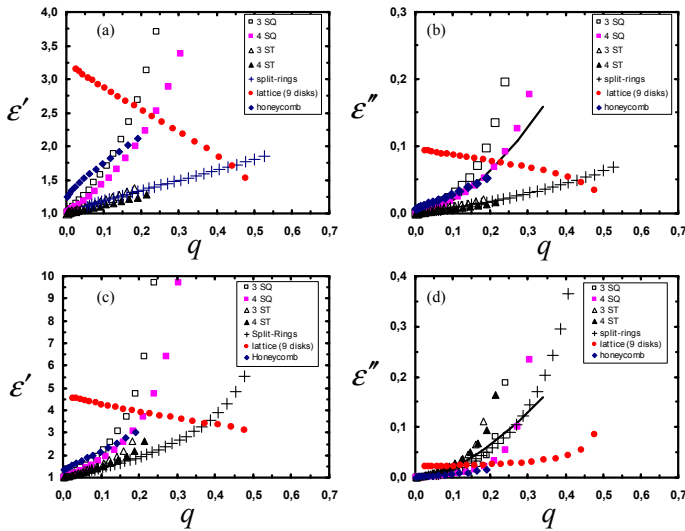 (a)
4,0
3,5
3,0
2,5
2,0
1,5
1,0
ε′
3 SQ
4 SQ
3 ST
4 ST
split-rings
lattice (9 disks)
honeycomb
0,0 0,1 0,2 0,3 0,4 0,5 0,6 0,7
q
(b)
0,3
0,2
0,1
0,0
ε″
3 SQ
4 SQ
3 ST
4 ST
split-rings
lattice (9 disks)
honeycomb
0,0 0,1 0,2 0,3 0,4 0,5 0,6 0,7
q
(c)
10
9
8
7
6
5
4
3
2
1
ε′
3 SQ
4 SQ
3 ST
4 ST
Split-Rings
lattice (9 disks)
Honeycomb
0,0 0,1 0,2 0,3 0,4 0,5 0,6 0,7
q
(d)
0,4
0,3
0,2
0,1
0,0
ε″
3 SQ
4 SQ
3 ST
4 ST
split-rings
lattice (9 disks)
honeycomb
0,0 0,1 0,2 0,3 0,4 0,5 0,6 0,7
q